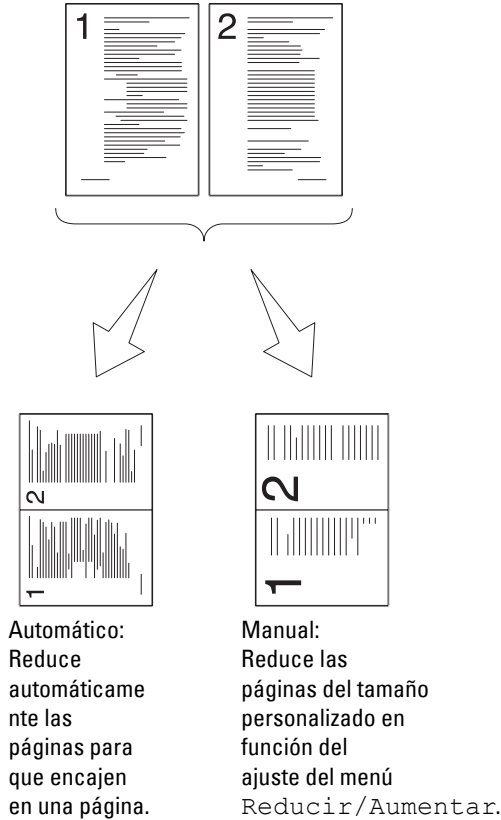 1
2
2
1
2
1
Automático:
Reduce
automáticame
nte las
páginas para
que encajen
en una página.
Manual:
Reduce las
páginas del tamaño
personalizado en
función del
ajuste del menú
Reducir/Aumentar.